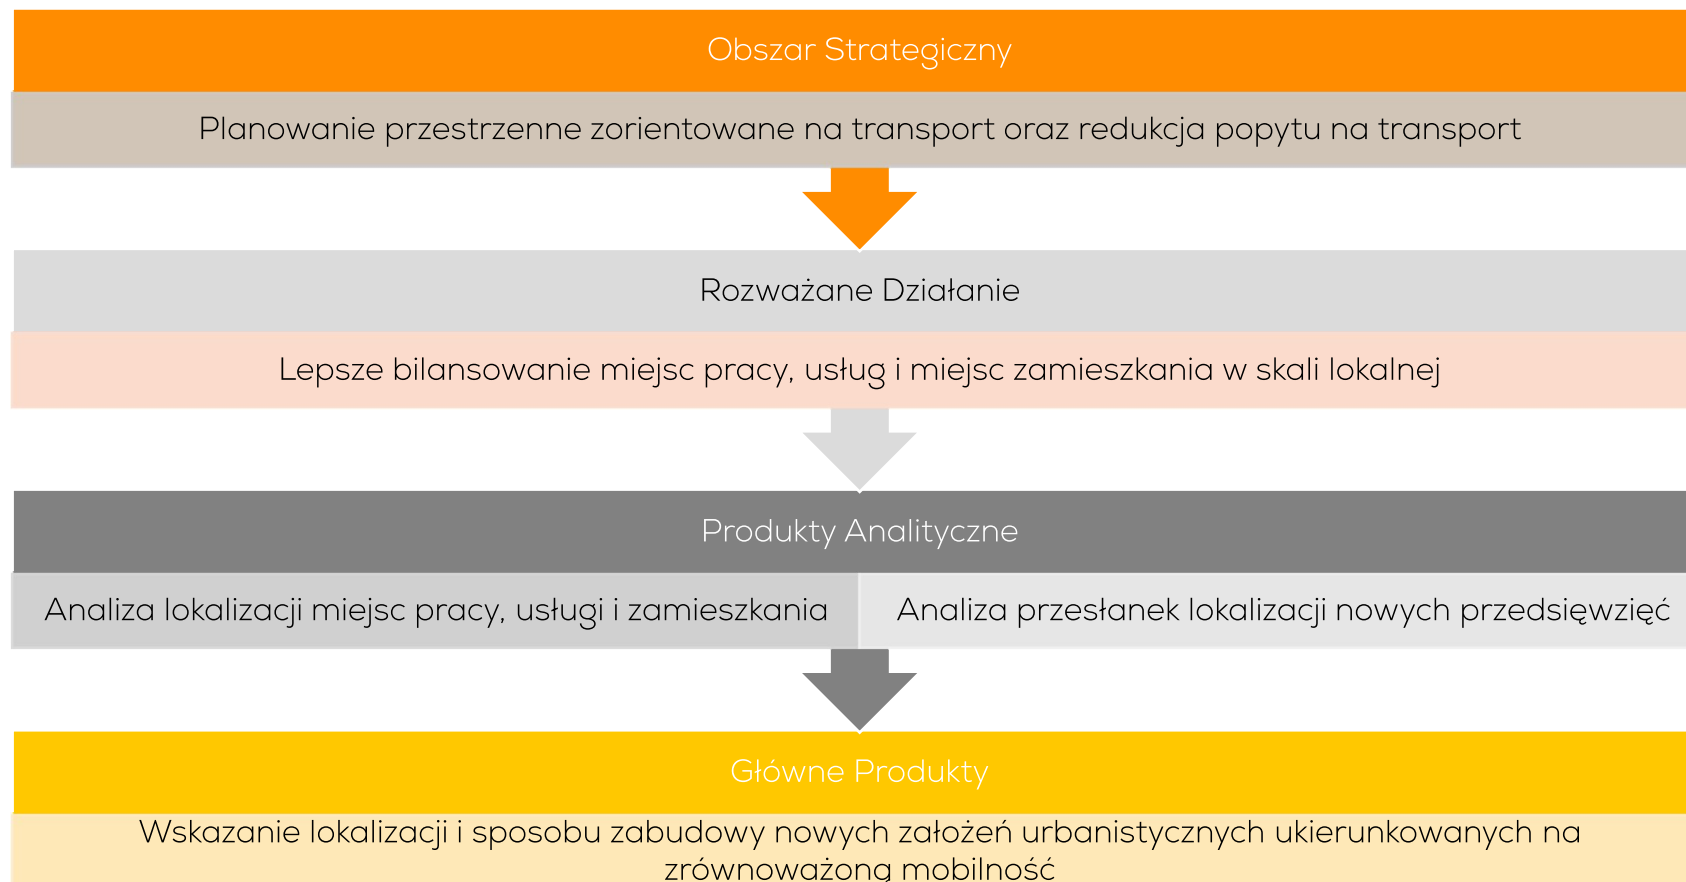 Obszar Strategiczny
Planowanie przestrzenne zorientowane na transport oraz redukcja popytu na transport
Rozważane Działanie
Lepsze bilansowanie miejsc pracy, usług i miejsc zamieszkania w skali lokalnej
Produkty Analityczne
Analiza lokalizacji miejsc pracy, usługi i zamieszkania
Analiza przesłanek lokalizacji nowych przedsięwzięć
Główne Produkty
Wskazanie lokalizacji i sposobu zabudowy nowych założeń urbanistycznych ukierunkowanych na
zrównoważoną mobilność